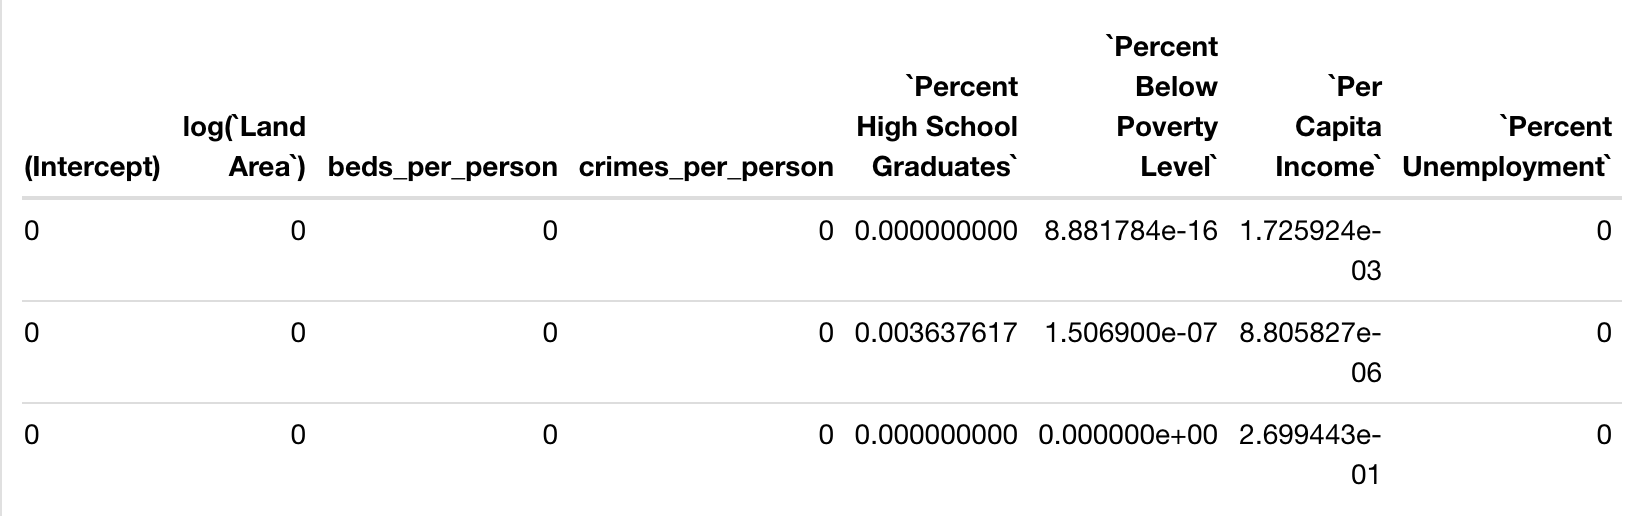 `Percent
`Percent Below `Per
log(`Land High School Poverty Capita `Percent
(Intercept) Area`) beds_per_person crimes_per_person Graduates` Level` Income` Unemployment`
0 0 0 0 0.000000000 8.881784e-16 1.725924e- 0
03
0 0 0 0 0.003637617 1.506900e-07 8.805827e- 0
06
0 0 0 0 0.000000000 0.000000e+00 2.699443e- 0
01